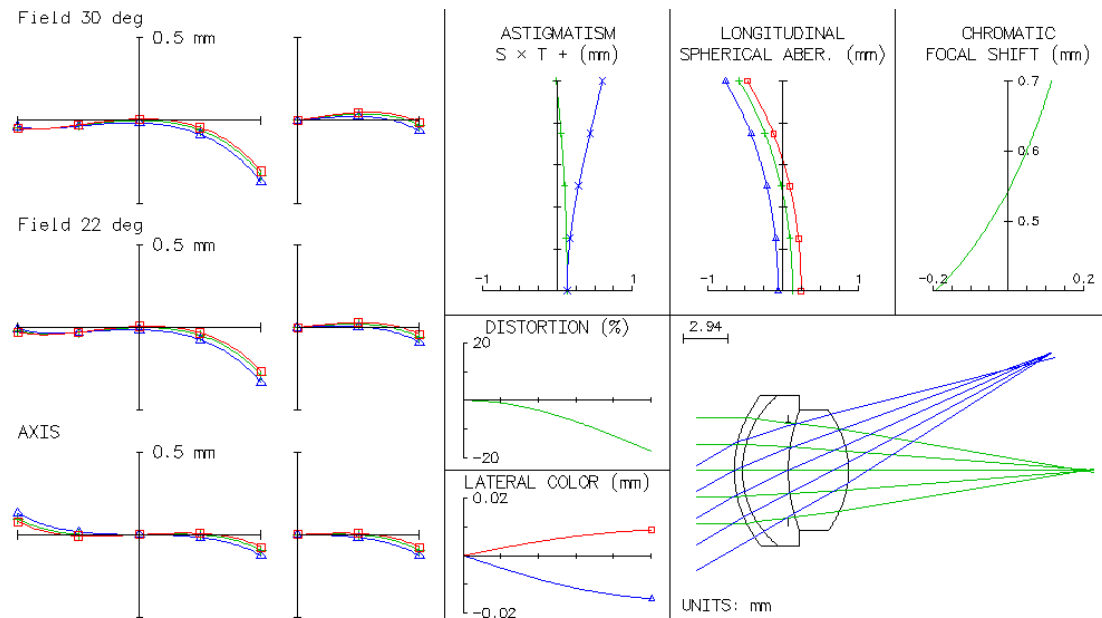 Field 30 deg
0.5 mm
Field 22 deg
0.5 mm
AXIS
0.5 mm
ASTIGMATISM
S × T + (mm)
-1
1
LONGITUDINAL
SPHERICAL ABER. (mm)
-1
1
CHROMATIC
FOCAL SHIFT (mm)
0.7
0.6
0.5
-0.2
0.2
DISTORTION (%)
20
-20
LATERAL COLOR (mm)
0.02
-0.02
2.94
UNITS: mm